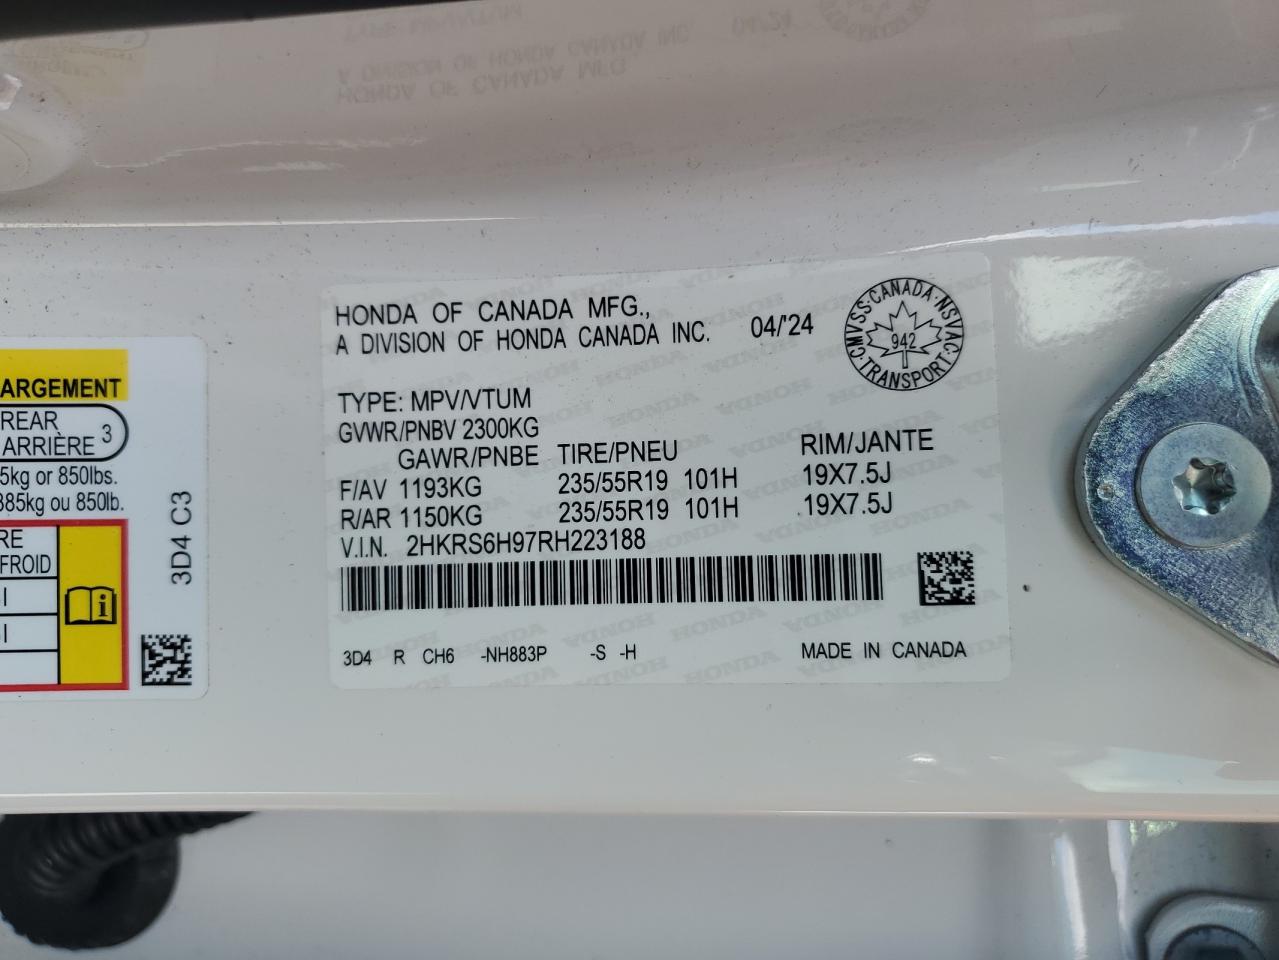 ARGEMENT
REAR
ARRIÈRE 3
5kg or 850lbs.
385kg ou 850lb.
RE
FROID
SI
SI
3D4 C3
HONDA OF CANADA MFG.,
A DIVISION OF HONDA CANADA INC. 04/'24
CMVSS·CANADA·NSVAC·TRANSPORT·
942
TYPE: MPV/VTUM
GVWR/PNBV 2300KG
GAWR/PNBE TIRE/PNEU RIM/JANTE
F/AV 1193KG 235/55R19 101H 19X7.5J
R/AR 1150KG 235/55R19 101H 19X7.5J
V.I.N. 2HKRS6H97RH223188
3D4 R CH6 -NH883P -S -H MADE IN CANADA